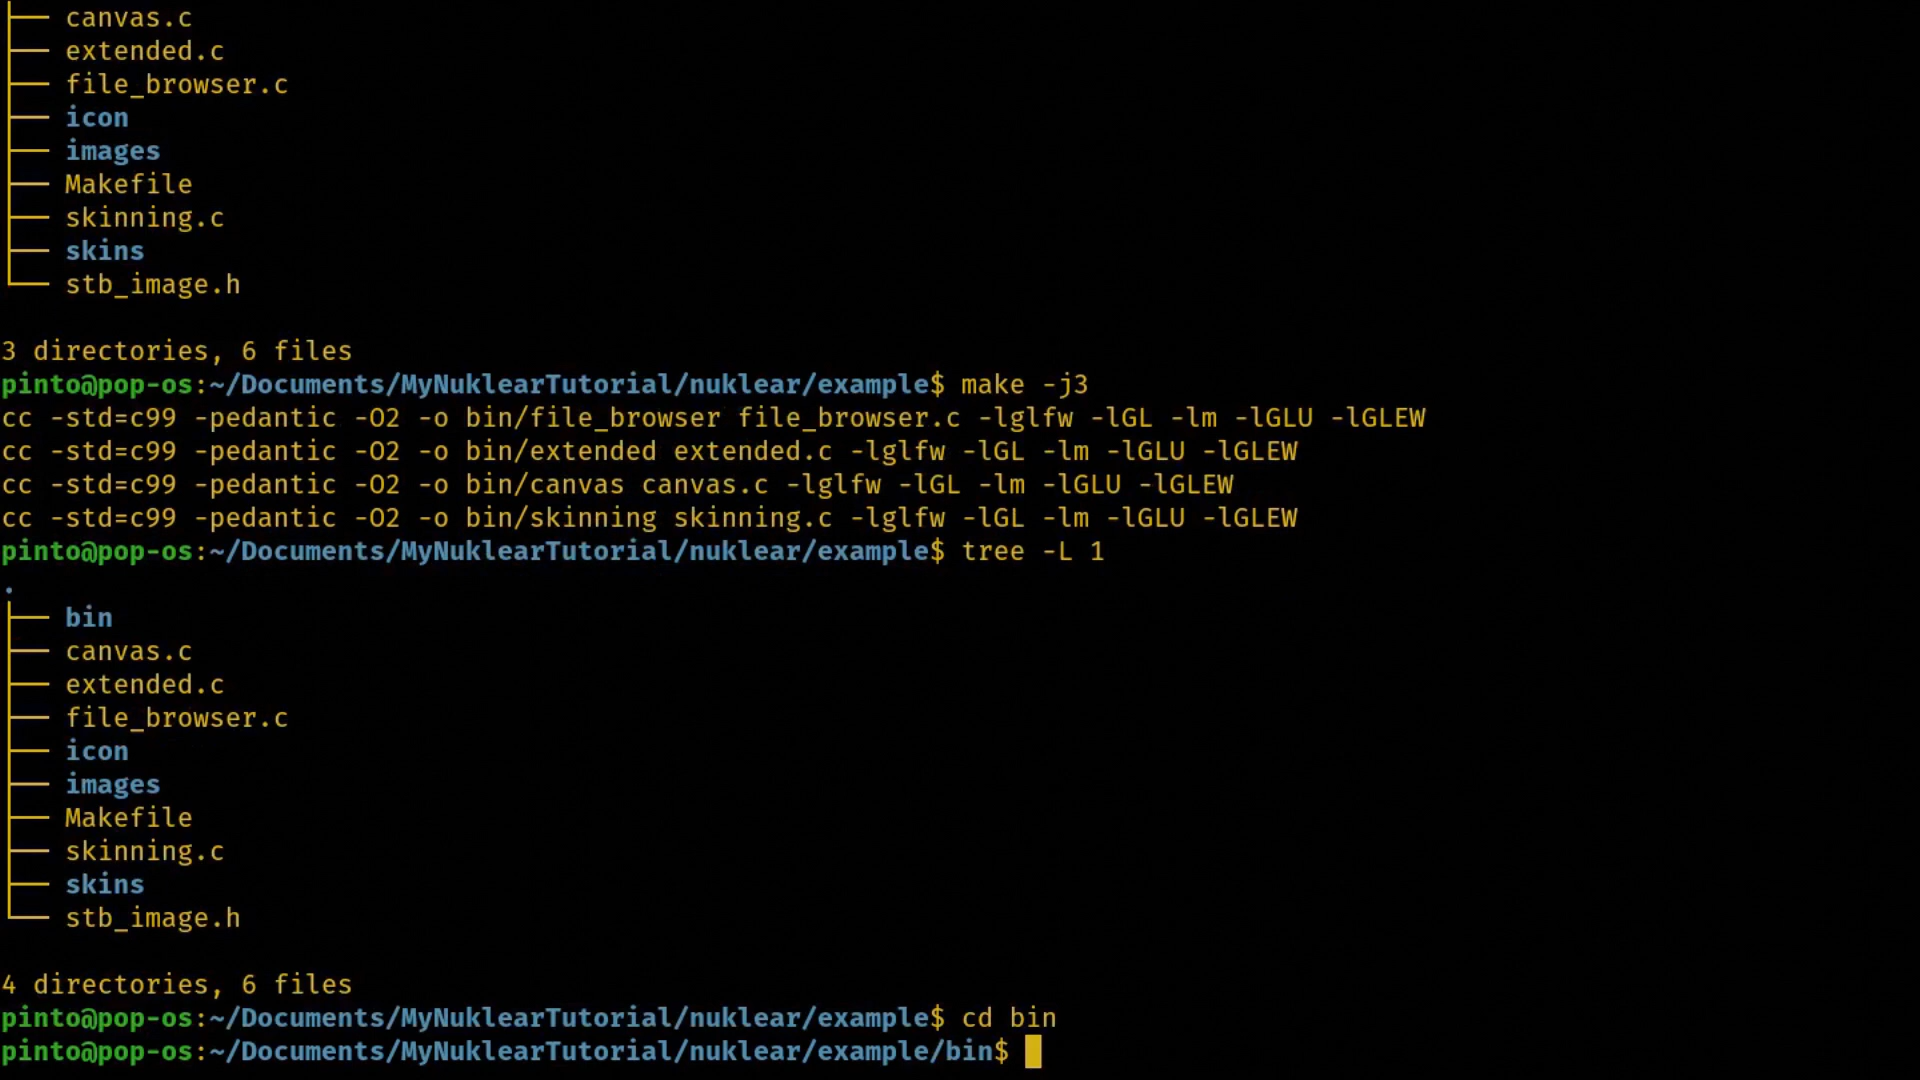 ├── canvas.c
├── extended.c
├── file_browser.c
├── icon
├── images
├── Makefile
├── skinning.c
├── skins
└── stb_image.h
3 directories, 6 files
pinto@pop-os:~/Documents/MyNuklearTutorial/nuklear/example$ make -j3
cc -std=c99 -pedantic -O2 -o bin/file_browser file_browser.c -lglfw -lGL -lm -lGLU -lGLEW
cc -std=c99 -pedantic -O2 -o bin/extended extended.c -lglfw -lGL -lm -lGLU -lGLEW
cc -std=c99 -pedantic -O2 -o bin/canvas canvas.c -lglfw -lGL -lm -lGLU -lGLEW
cc -std=c99 -pedantic -O2 -o bin/skinning skinning.c -lglfw -lGL -lm -lGLU -lGLEW
pinto@pop-os:~/Documents/MyNuklearTutorial/nuklear/example$ tree -L 1
.
├── bin
├── canvas.c
├── extended.c
├── file_browser.c
├── icon
├── images
├── Makefile
├── skinning.c
├── skins
└── stb_image.h
4 directories, 6 files
pinto@pop-os:~/Documents/MyNuklearTutorial/nuklear/example$ cd bin
pinto@pop-os:~/Documents/MyNuklearTutorial/nuklear/example/bin$